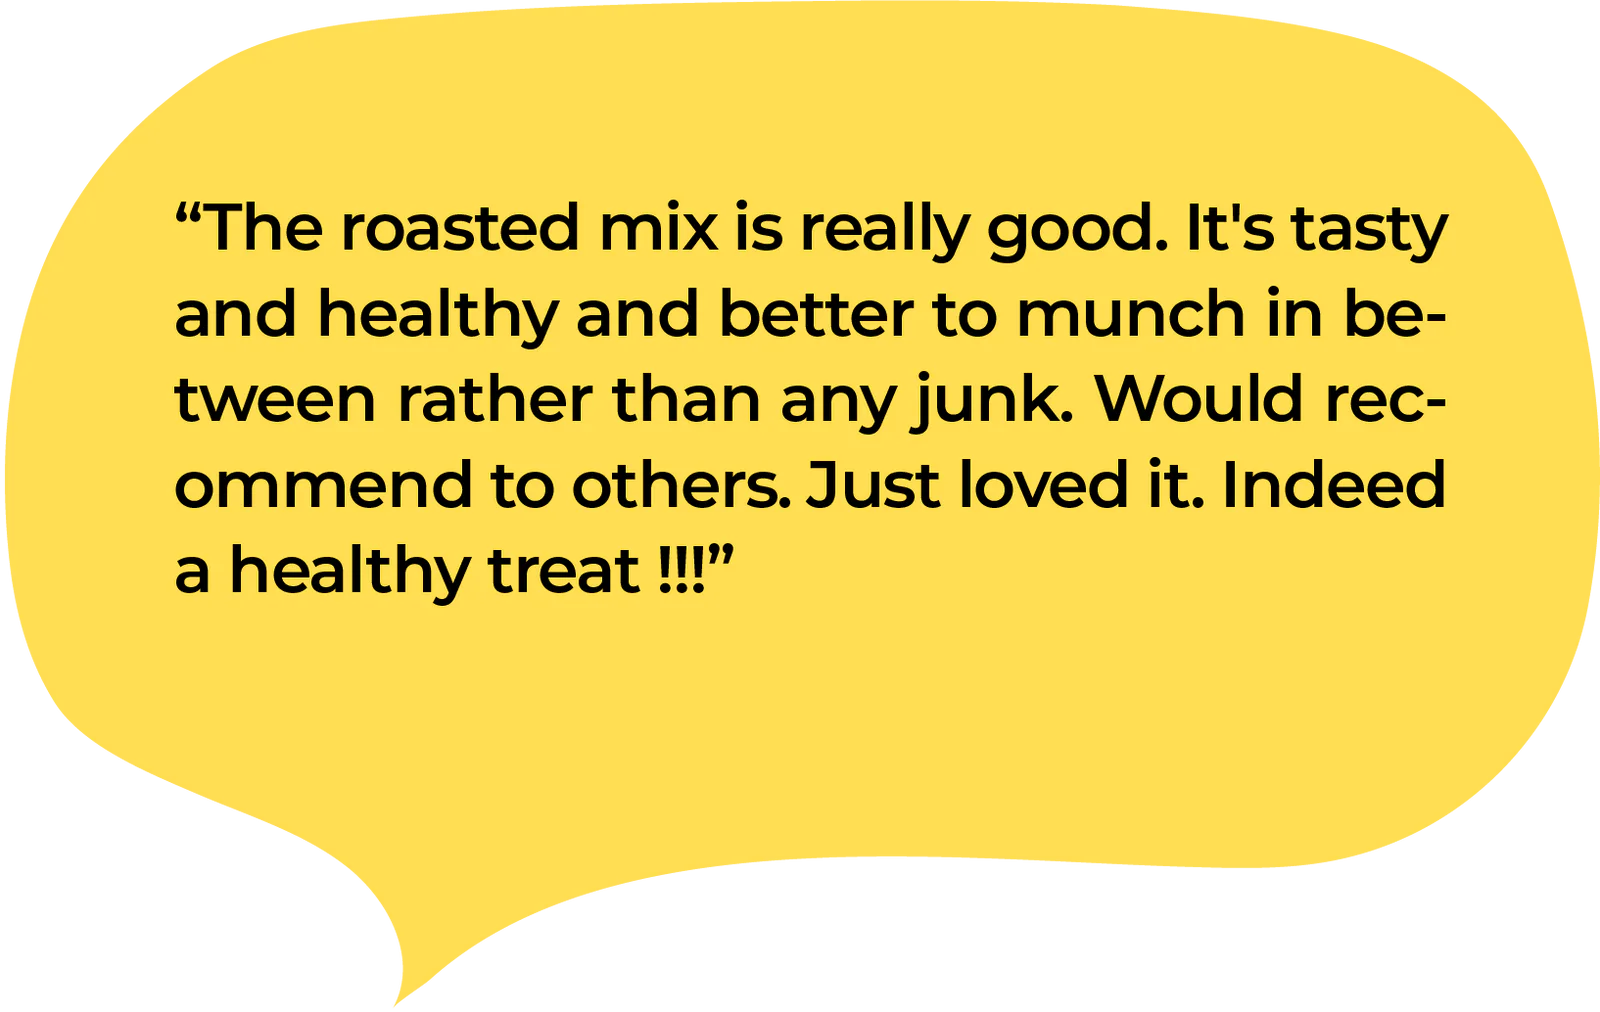 “The roasted mix is really good. It's tasty
and healthy and better to munch in be-
tween rather than any junk. Would rec-
ommend to others. Just loved it. Indeed
a healthy treat !!!”